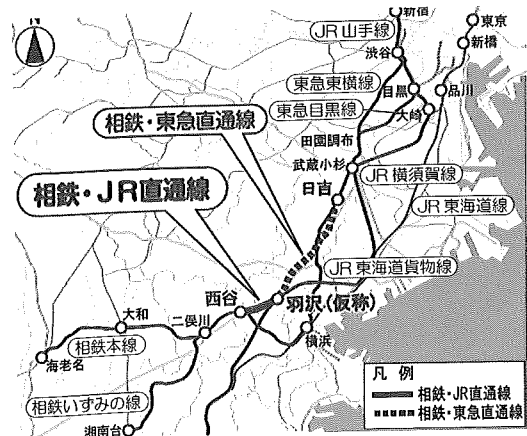 新宿
東京
JR山手線
新橋
渋谷
東急東横線
目黒
品川
相鉄・東急直通線
東急目黒線
大崎
田園調布
武蔵小杉
相鉄・JR直通線
JR横須賀線
日吉
JR東海道線
JR東海道貨物線
西谷
羽沢(仮称)
大和
二俣川
横浜
相鉄本線
海老名
相鉄いずみの線
湘南台
凡例
相鉄・JR直通線
相鉄・東急直通線